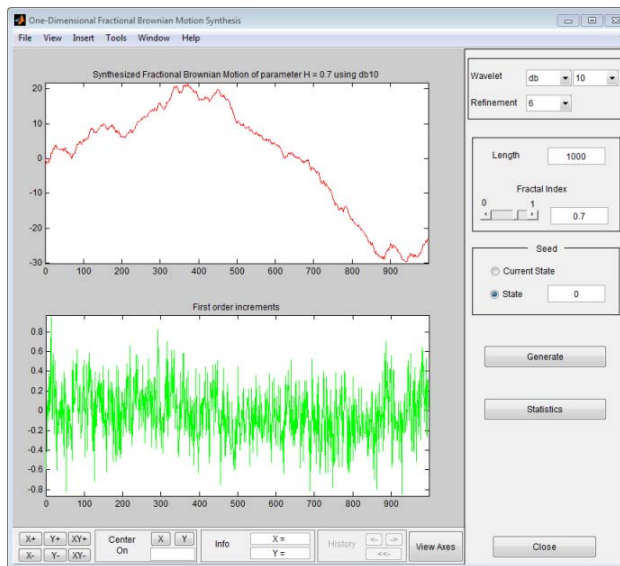 One-Dimensional Fractional Brownian Motion Synthesis
File View Insert Tools Window Help
Synthesized Fractional Brownian Motion of parameter H = 0.7 using db10
20
10
0
-10
-20
-30
0 100 200 300 400 500 600 700 800 900
First order increments
0.8
0.6
0.4
0.2
0
-0.2
-0.4
-0.6
-0.8
0 100 200 300 400 500 600 700 800 900
Wavelet db 10
Refinement 6
Length 1000
Fractal Index
0 1
0.7
Seed
Current State
State 0
Generate
Statistics
Close
X+ Y+ XY+
X- Y- XY-
Center On
X Y
Info
X =
Y =
History
<- ->
<<-
View Axes